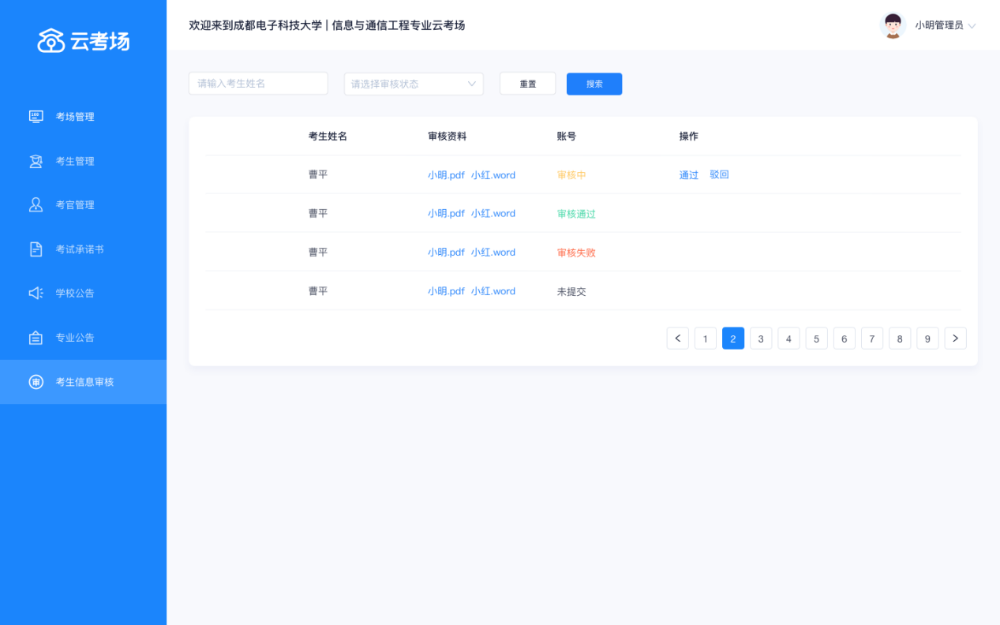 云考场
欢迎来到成都电子科技大学 | 信息与通信工程专业云考场
小明管理员
100 考场管理
考生管理
考官管理
考试承诺书
学校公告
专业公告
审 考生信息审核
请输入考生姓名 请选择审核状态 重置 搜索
考生姓名 审核资料 账号 操作
曹平 小明.pdf 小红.word 审核中 通过 驳回
曹平 小明.pdf 小红.word 审核通过
曹平 小明.pdf 小红.word 审核失败
曹平 小明.pdf 小红.word 未提交
1 2 3 4 5 6 7 8 9